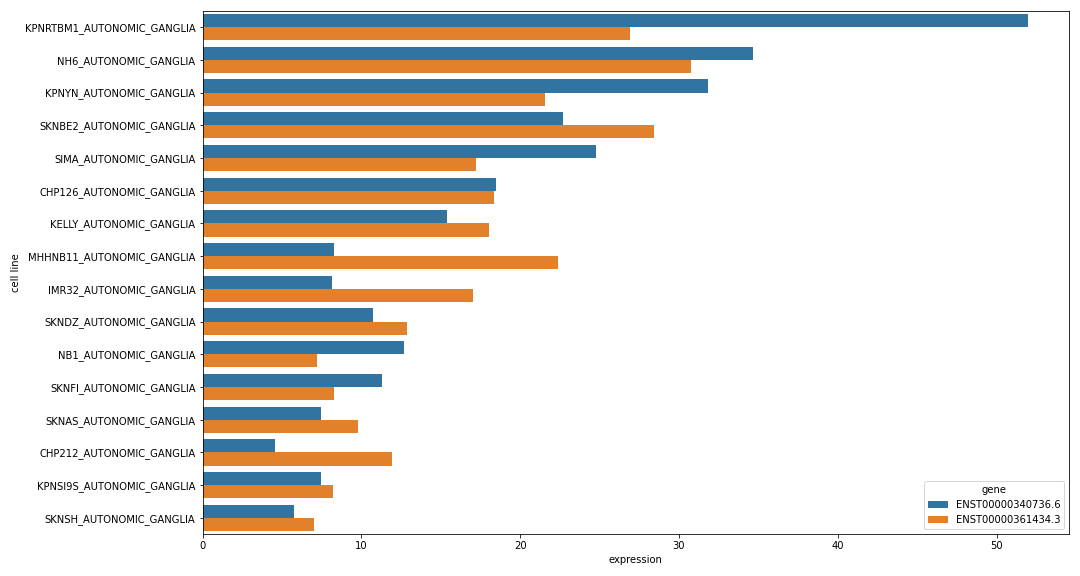 cell line
KPNRTBM1_AUTONOMIC_GANGLIA
NH6_AUTONOMIC_GANGLIA
KPNYN_AUTONOMIC_GANGLIA
SKNBE2_AUTONOMIC_GANGLIA
SIMA_AUTONOMIC_GANGLIA
CHP126_AUTONOMIC_GANGLIA
KELLY_AUTONOMIC_GANGLIA
MHHNB11_AUTONOMIC_GANGLIA
IMR32_AUTONOMIC_GANGLIA
SKNDZ_AUTONOMIC_GANGLIA
NB1_AUTONOMIC_GANGLIA
SKNFI_AUTONOMIC_GANGLIA
SKNAS_AUTONOMIC_GANGLIA
CHP212_AUTONOMIC_GANGLIA
KPNSI9S_AUTONOMIC_GANGLIA
SKNSH_AUTONOMIC_GANGLIA
gene
ENST00000340736.6
ENST00000361434.3
0 10 20 30 40 50
expression